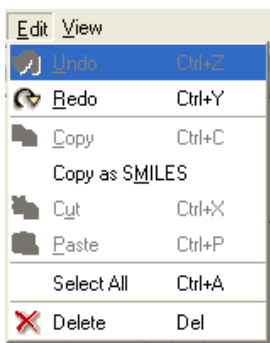 Edit View
Undo Ctrl+Z
Redo Ctrl+Y
Copy Ctrl+C
Copy as SMILES
Cut Ctrl+X
Paste Ctrl+P
Select All Ctrl+A
Delete Del